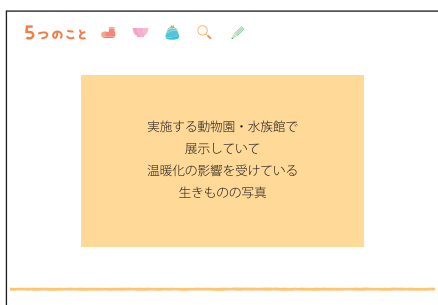 5つのこと
実施する動物園・水族館で
展示していて
温暖化の影響を受けている
生きものの写真